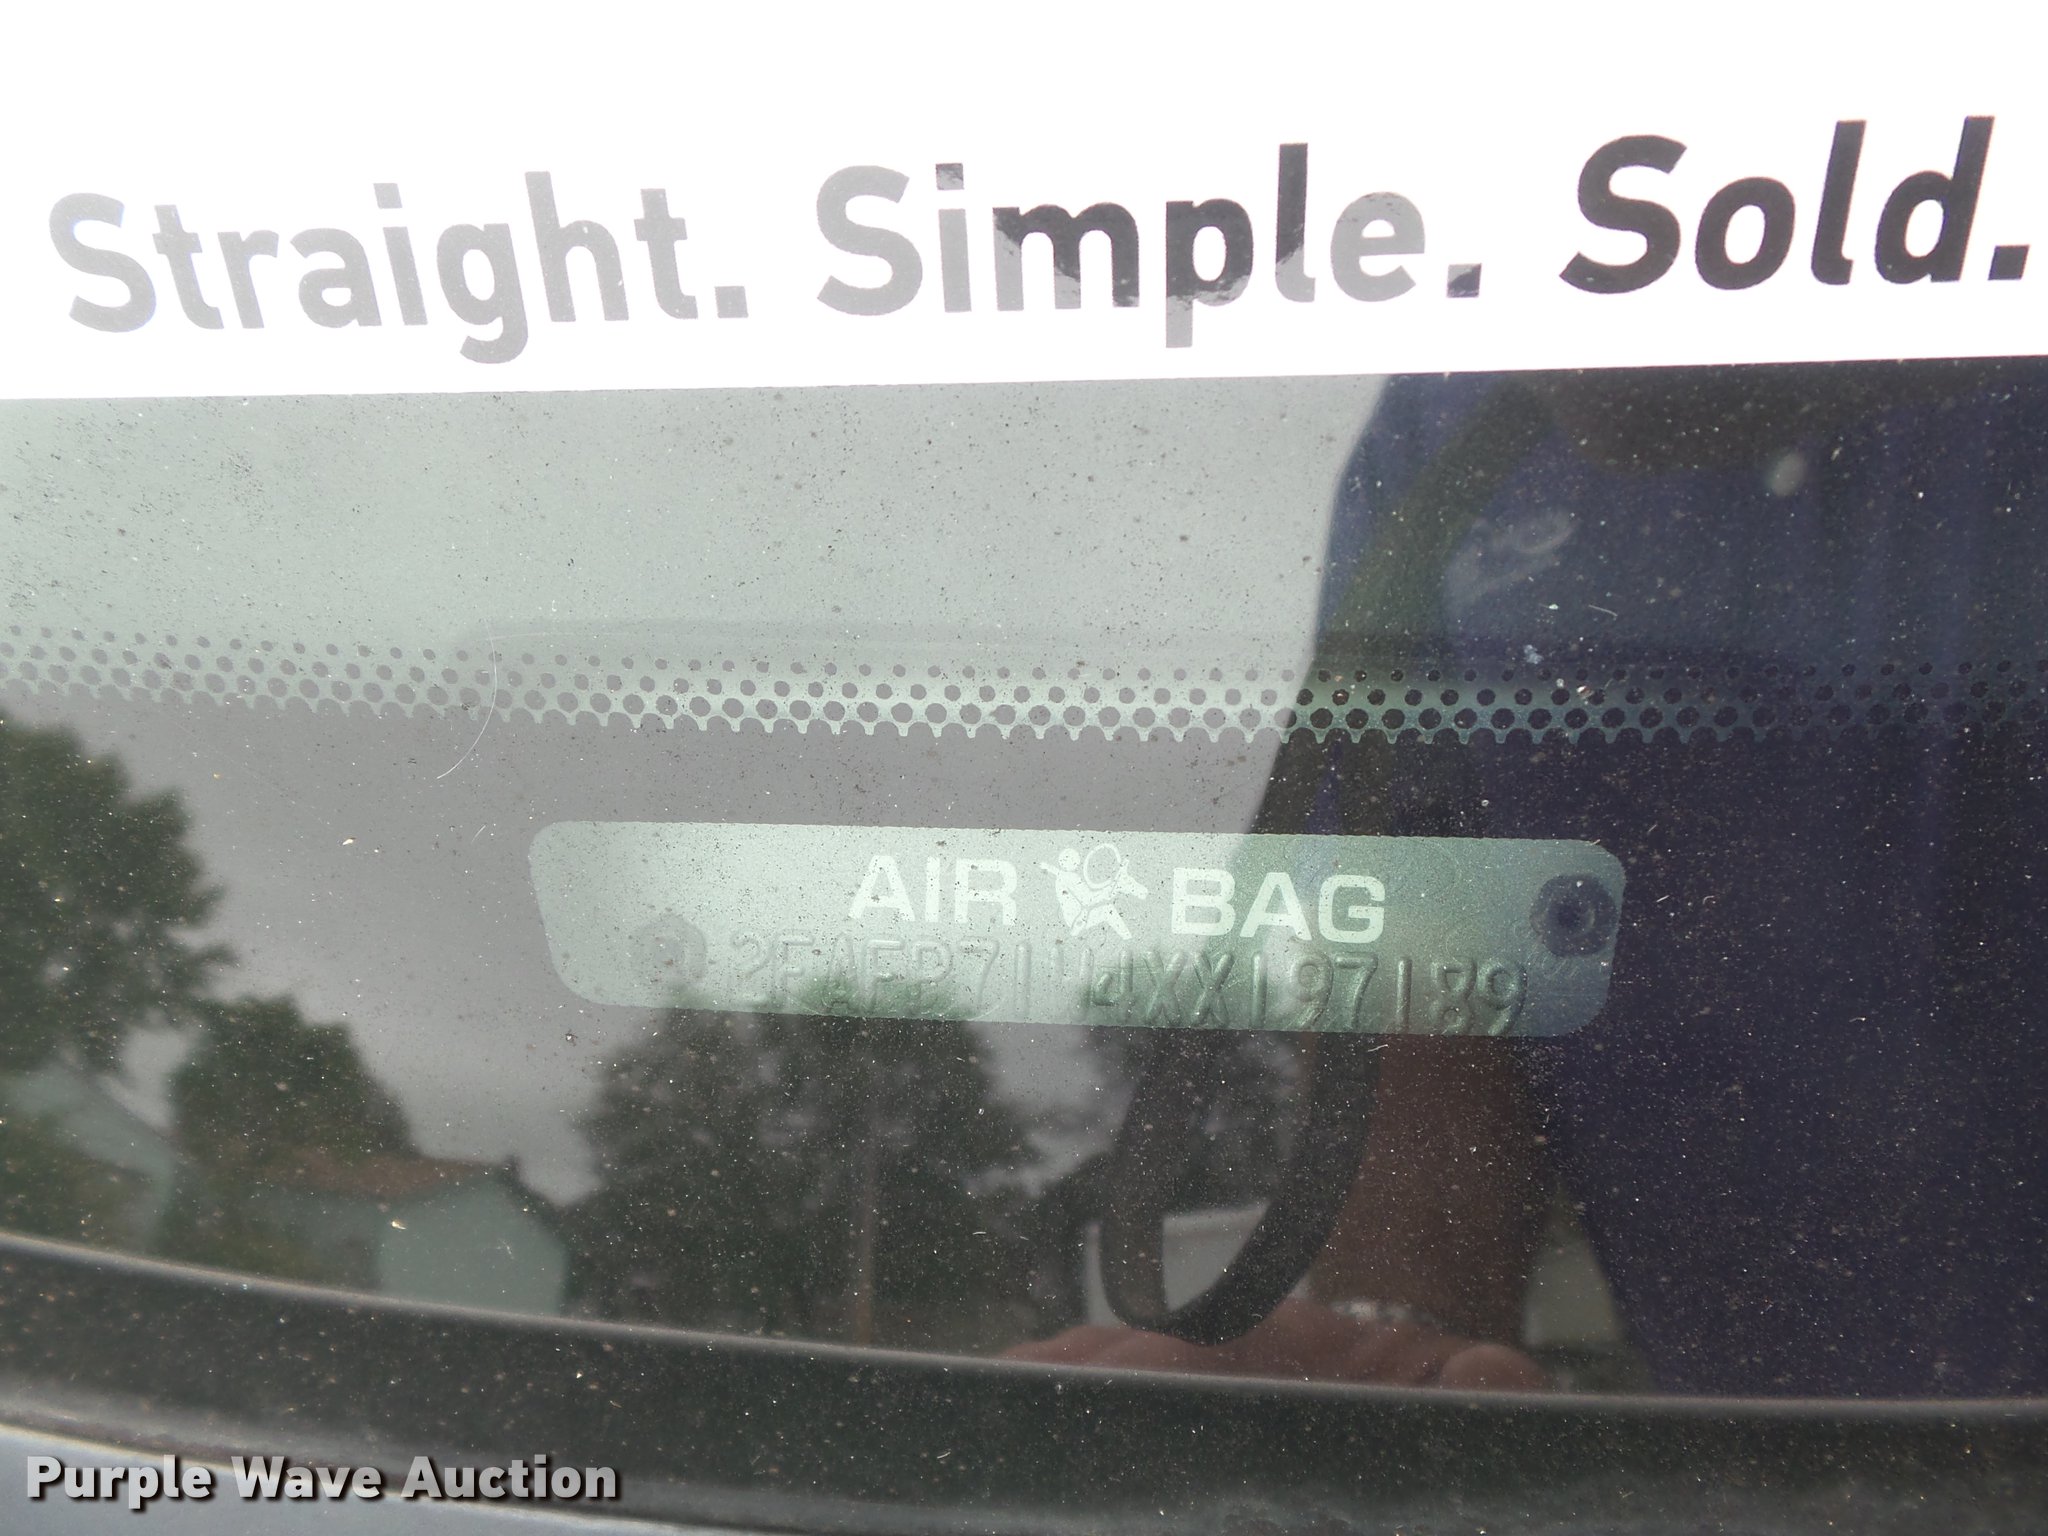 Straight. Simple. Sold.
AIR BAG
2FAFP71W4XX197189
Purple Wave Auction